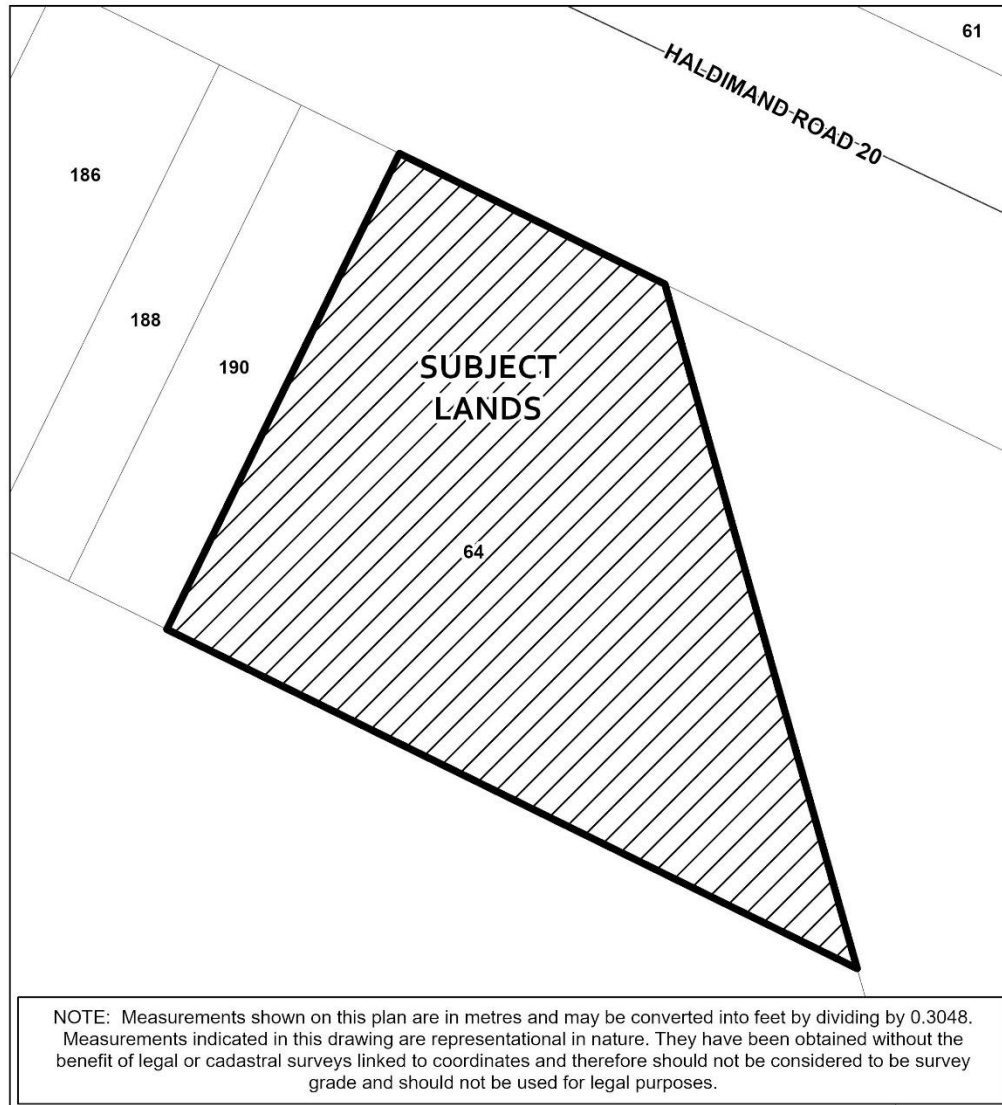 61
HALDIMAND ROAD 20
186
188
190
SUBJECT
LANDS
64
NOTE: Measurements shown on this plan are in metres and may be converted into feet by dividing by 0.3048.
Measurements indicated in this drawing are representational in nature. They have been obtained without the
benefit of legal or cadastral surveys linked to coordinates and therefore should not be considered to be survey
grade and should not be used for legal purposes.